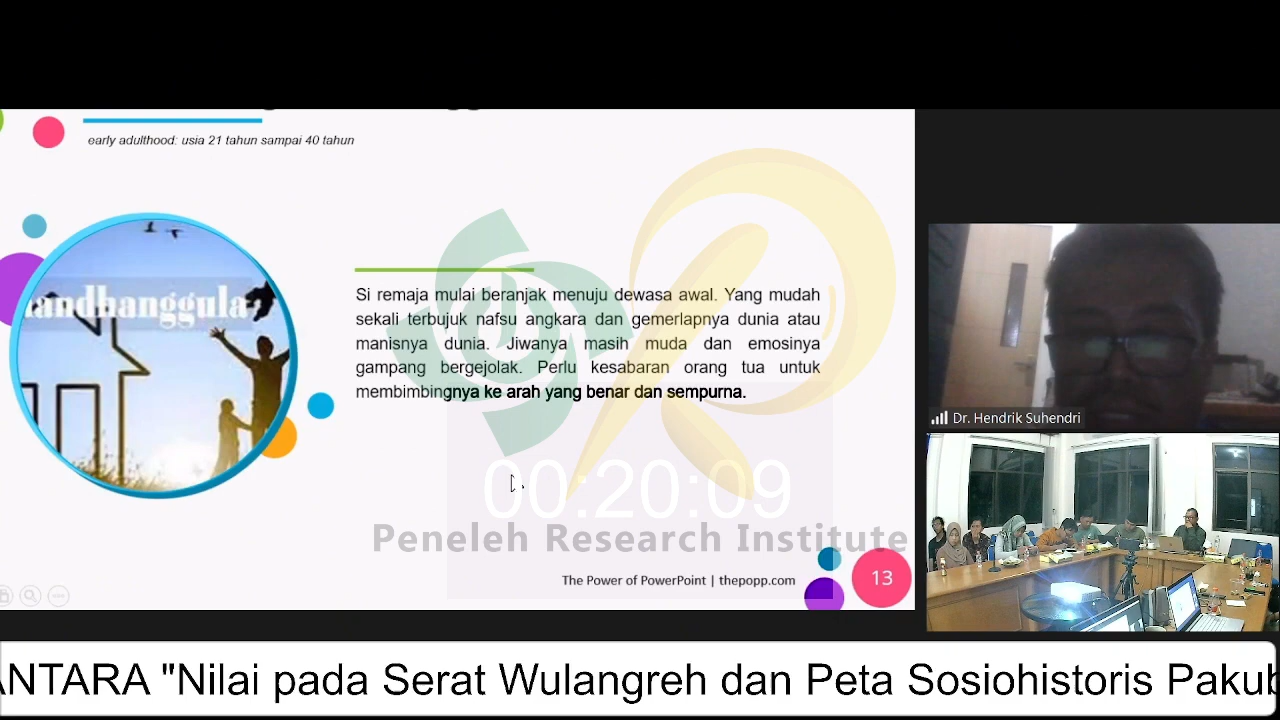 early adulthood: usia 21 tahun sampai 40 tahun
andhanggula
Si remaja mulai beranjak menuju dewasa awal. Yang mudah
sekali terbujuk nafsu angkara dan gemerlapnya dunia atau
manisnya dunia. Jiwanya masih muda dan emosinya
gampang bergejolak. Perlu kesabaran orang tua untuk
membimbingnya ke arah yang benar dan sempurna.
00:20:09
Peneleh Research Institute
The Power of PowerPoint | thepopp.com
13
Dr. Hendrik Suhendri
ANTARA "Nilai pada Serat Wulangreh dan Peta Sosiohistoris Pakub